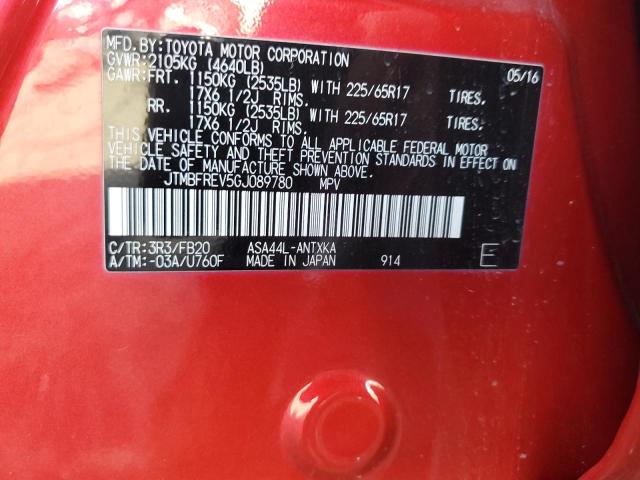 MFD.BY:TOYOTA MOTOR CORPORATION
GVWR:2105KG (4640LB) 05/16
GAWR:FRT. 1150KG (2535LB) WITH 225/65R17 TIRES.
17X6 1/2J RIMS.
RR. 1150KG (2535LB) WITH 225/65R17 TIRES.
17X6 1/2J RIMS.
THIS VEHICLE CONFORMS TO ALL APPLICABLE FEDERAL MOTOR
VEHICLE SAFETY AND THEFT PREVENTION STANDARDS IN EFFECT ON
THE DATE OF MANUFACTURE SHOWN ABOVE.
JTMBFREV5GJ089780 MPV
C/TR:3R3/FB20 ASA44L-ANTXKA
A/TM:-03A/U760F MADE IN JAPAN 914 E